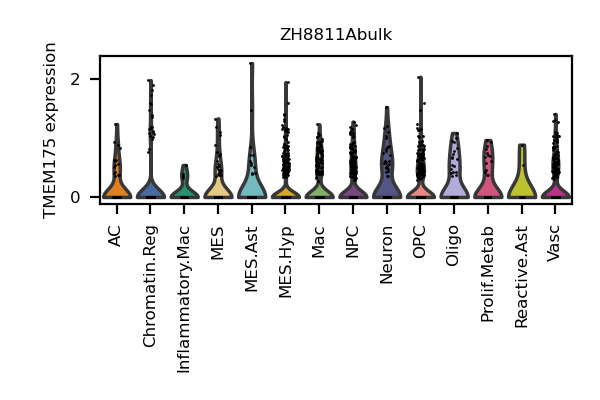 ZH8811Abulk
TMEM175 expression
2
0
AC
Chromatin.Reg
Inflammatory.Mac
MES
MES.Ast
MES.Hyp
Mac
NPC
Neuron
OPC
Oligo
Prolif.Metab
Reactive.Ast
Vasc